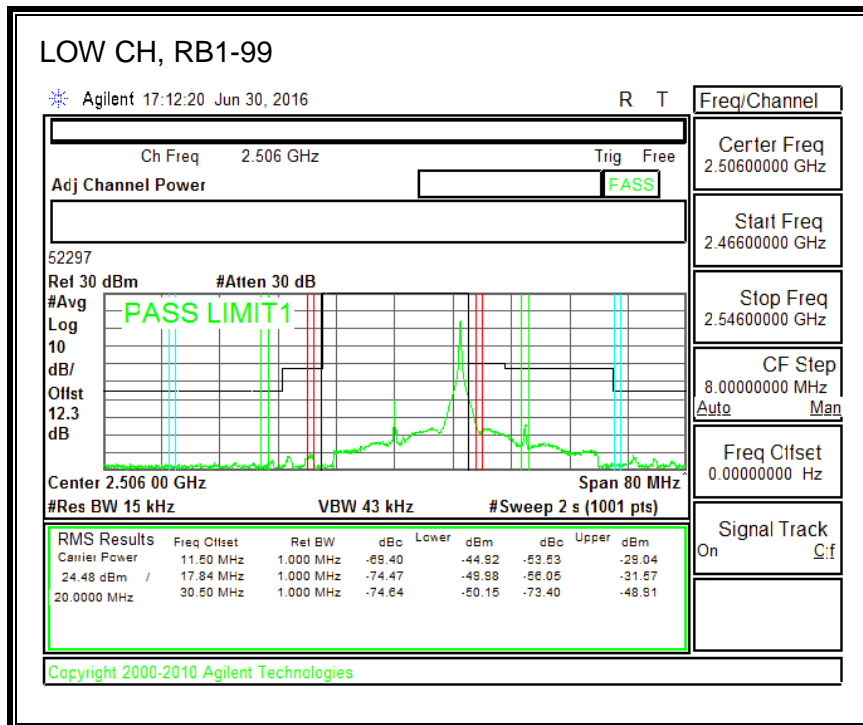 LOW CH, RB1-99
Agilent 17:12:20 Jun 30, 2016 R T
Freq/Channel
Ch Freq 2.506 GHz Trig Free
Adj Channel Power PASS
Center Freq
2.50600000 GHz
Start Freq
2.46600000 GHz
Stop Freq
2.54600000 GHz
CF Step
8.00000000 MHz
Auto Man
Freq Offset
0.00000000 Hz
Signal Track
On Off
52297
Ref 30 dBm #Atten 30 dB
#Avg
Log
10
dB/
Offst
12.3
dB
PASS LIMIT1
Center 2.506 00 GHz Span 80 MHz
#Res BW 15 kHz VBW 43 kHz #Sweep 2 s (1001 pts)
RMS Results Freq Offset Ref BW dBc Lower dBm dBc Upper dBm
Carrier Power 11.50 MHz 1.000 MHz -69.40 -44.92 -53.53 -29.04
24.48 dBm / 17.84 MHz 1.000 MHz -74.47 -49.98 -56.05 -31.57
20.0000 MHz 30.50 MHz 1.000 MHz -74.64 -50.15 -73.40 -48.91
Copyright 2000-2010 Agilent Technologies